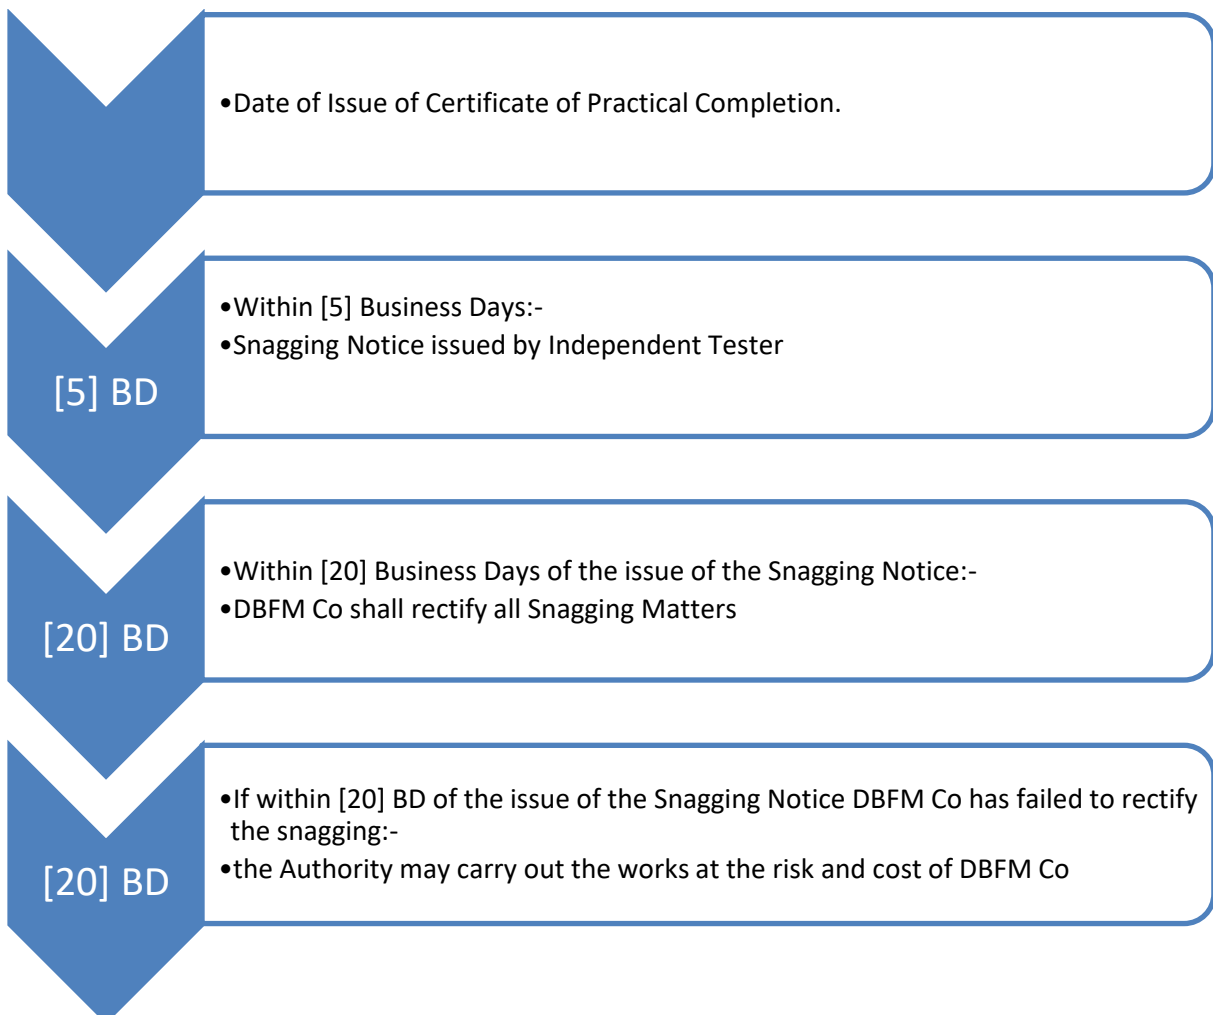 •Date of Issue of Certificate of Practical Completion.
[5] BD
•Within [5] Business Days:-
•Snagging Notice issued by Independent Tester
[20] BD
•Within [20] Business Days of the issue of the Snagging Notice:-
•DBFM Co shall rectify all Snagging Matters
[20] BD
•If within [20] BD of the issue of the Snagging Notice DBFM Co has failed to rectify
the snagging:-
•the Authority may carry out the works at the risk and cost of DBFM Co